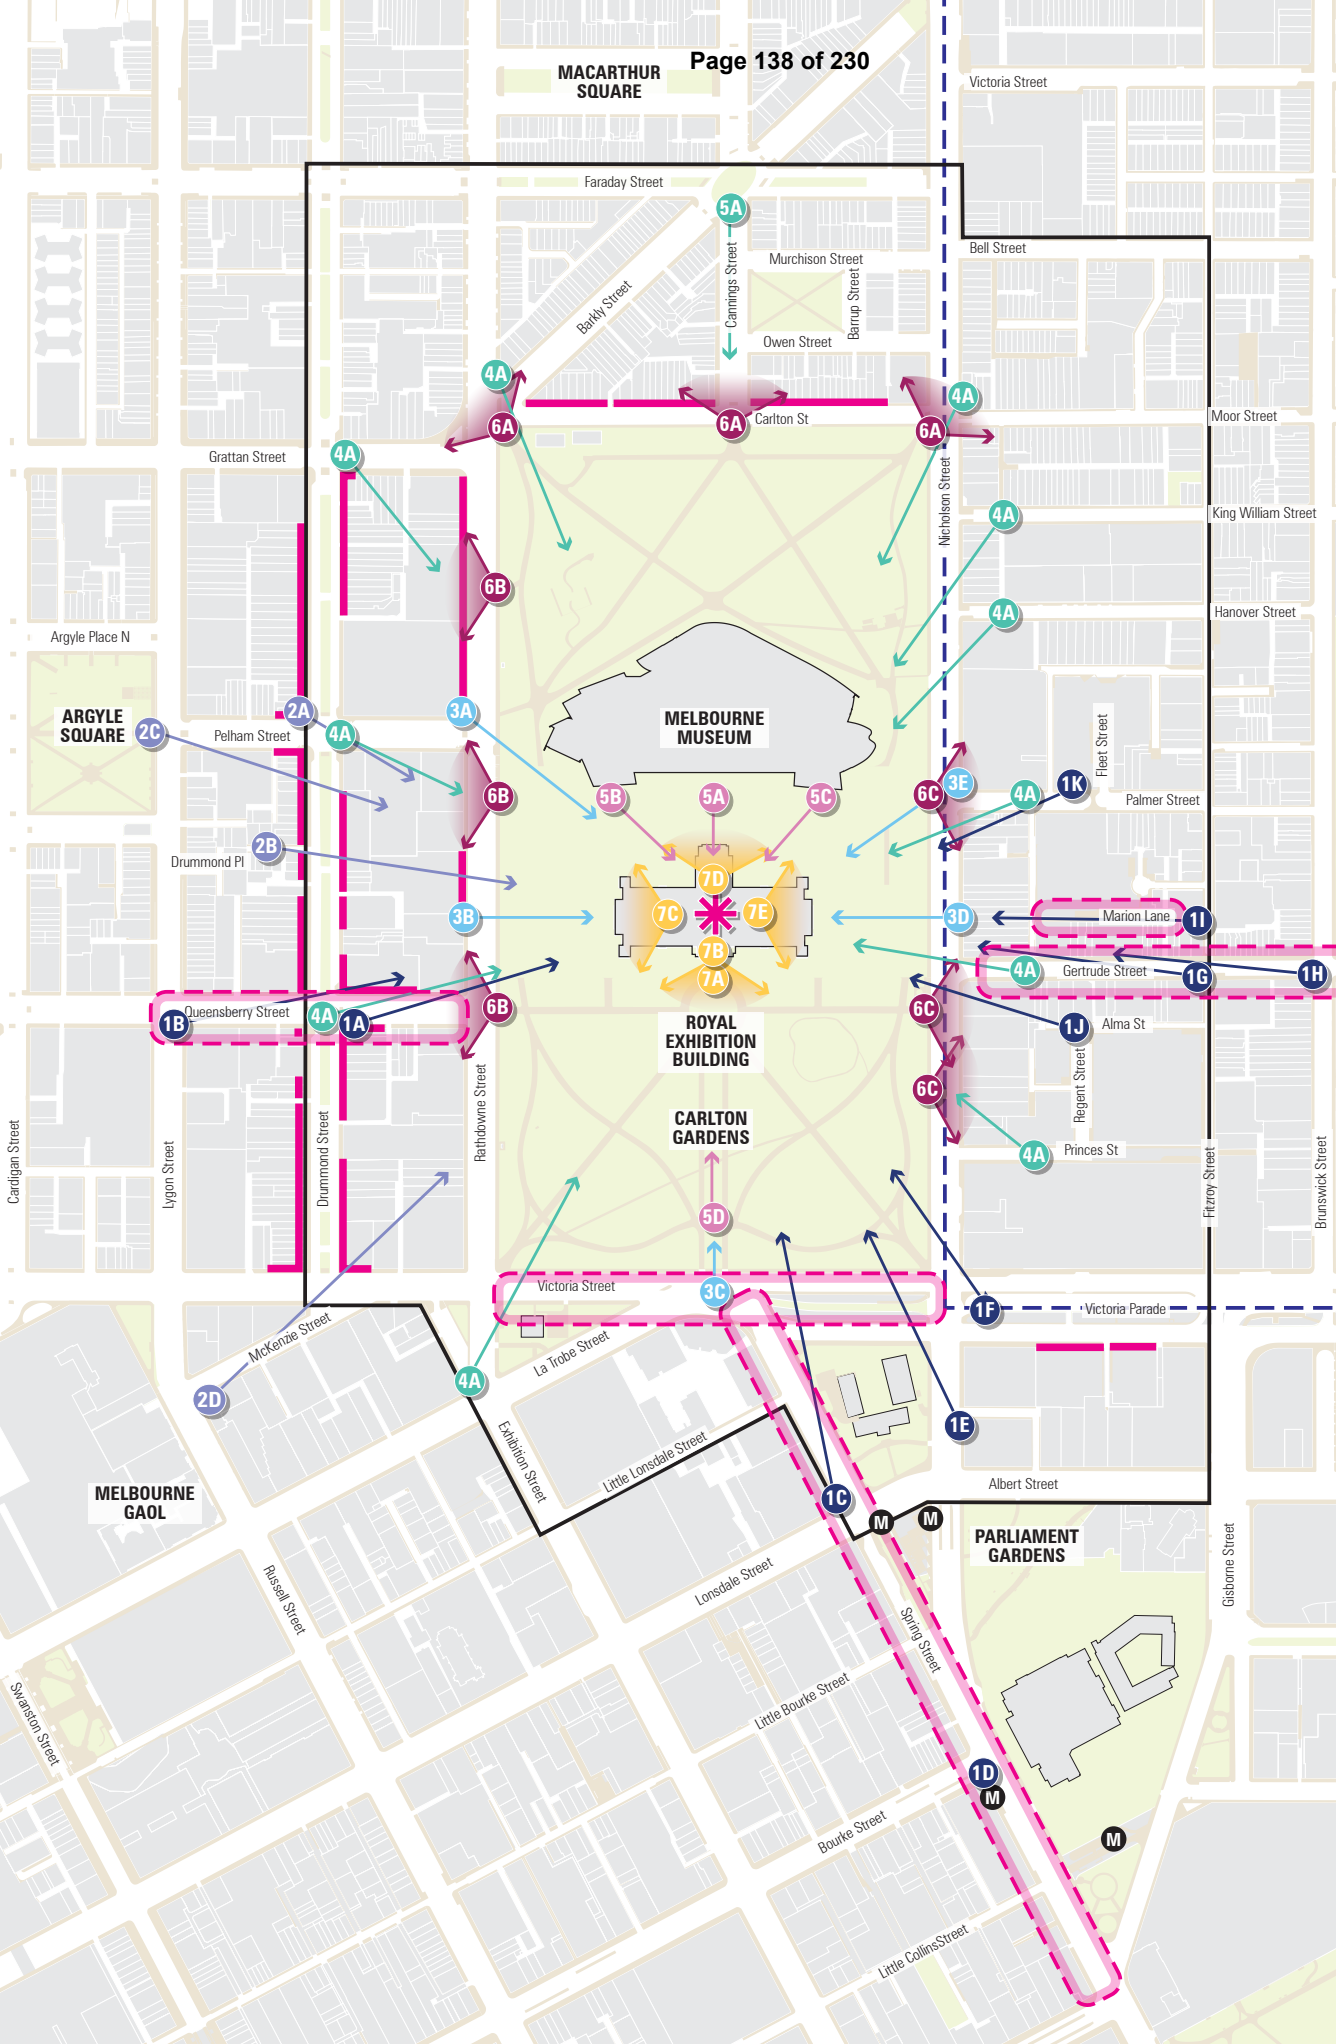 Page 138 of 230
MACARTHUR
SQUARE
Victoria Street
Faraday Street
5A
Bell Street
Murchison Street
Cannings Street
Barrup Street
Barkly Street
Owen Street
4A
4A
6A
6A
Carlton St
6A
Moor Street
Grattan Street
4A
Nicholson Street
4A
King William Street
6B
4A
Hanover Street
Argyle Place N
ARGYLE
SQUARE
2C
2A
Pelham Street
4A
3A
MELBOURNE
MUSEUM
Fleet Street
6B
5B
5A
5C
6C
3E
4A
1K
Palmer Street
2B
Drummond Pl
7D
7C
7E
3B
3D
Marion Lane
1I
7B
7A
4A
Gertrude Street
1G
1H
Queensberry Street
1B
4A
1A
6B
6C
1J
Alma St
ROYAL
EXHIBITION
BUILDING
Regent Street
6C
CARLTON
GARDENS
Rathdowne Street
4A
Princes St
Cardigan Street
Lygon Street
Drummond Street
Fitzroy Street
Brunswick Street
5D
Victoria Street
3C
1F
Victoria Parade
McKenzie Street
La Trobe Street
2D
4A
1E
Exhibition Street
Little Lonsdale Street
Albert Street
MELBOURNE
GAOL
1C
M
M
PARLIAMENT
GARDENS
Gisborne Street
Russell Street
Lonsdale Street
Spring Street
Swanston Street
Little Bourke Street
1D
M
Bourke Street
M
Little CollinsStreet